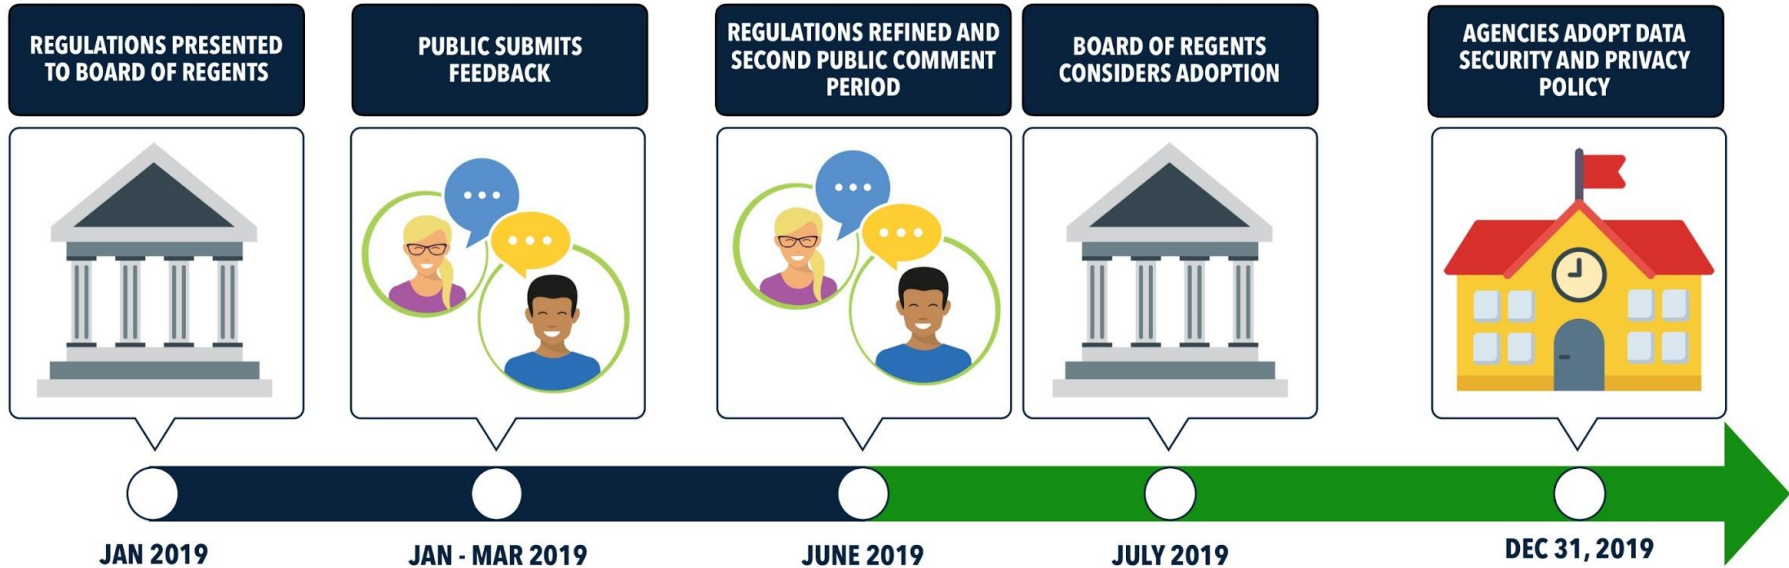 REGULATIONS PRESENTED
TO BOARD OF REGENTS
PUBLIC SUBMITS
FEEDBACK
REGULATIONS REFINED AND
SECOND PUBLIC COMMENT
PERIOD
BOARD OF REGENTS
CONSIDERS ADOPTION
AGENCIES ADOPT DATA
SECURITY AND PRIVACY
POLICY
JAN 2019
JAN - MAR 2019
JUNE 2019
JULY 2019
DEC 31, 2019